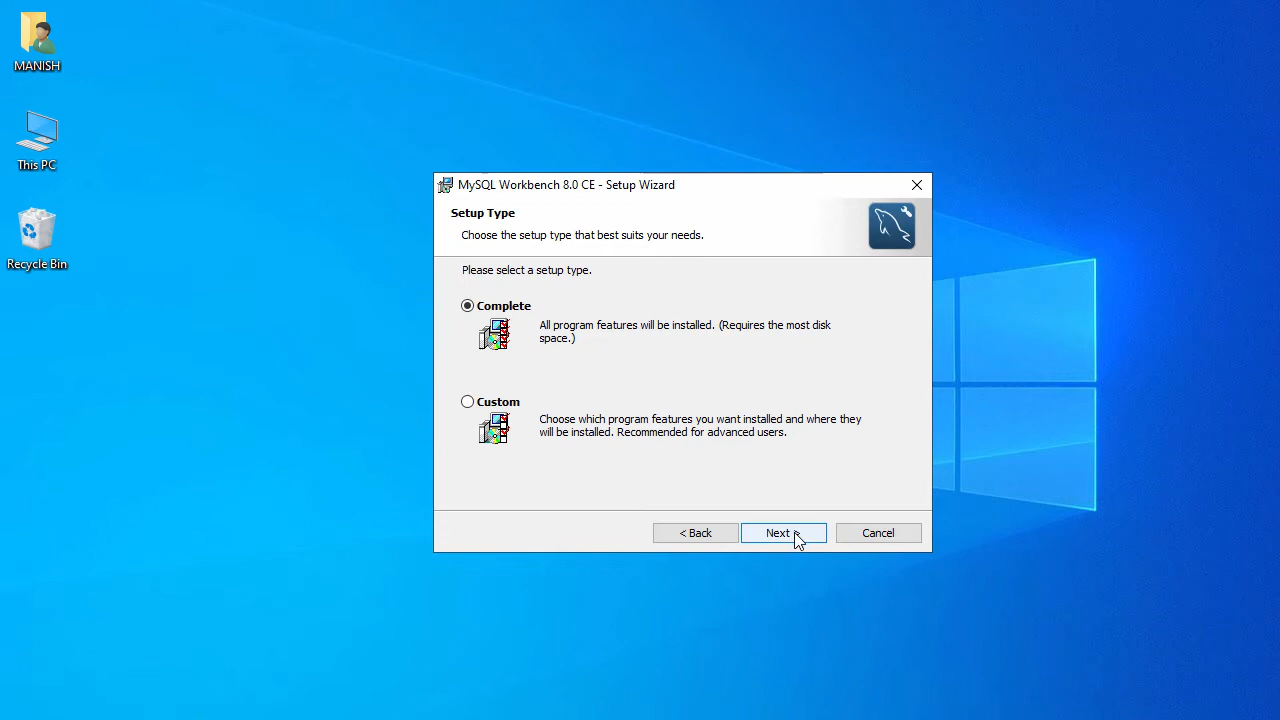 MANISH
This PC
Recycle Bin
MySQL Workbench 8.0 CE - Setup Wizard
Setup Type
Choose the setup type that best suits your needs.
Please select a setup type.
Complete
All program features will be installed. (Requires the most disk
space.)
Custom
Choose which program features you want installed and where they
will be installed. Recommended for advanced users.
< Back
Next >
Cancel